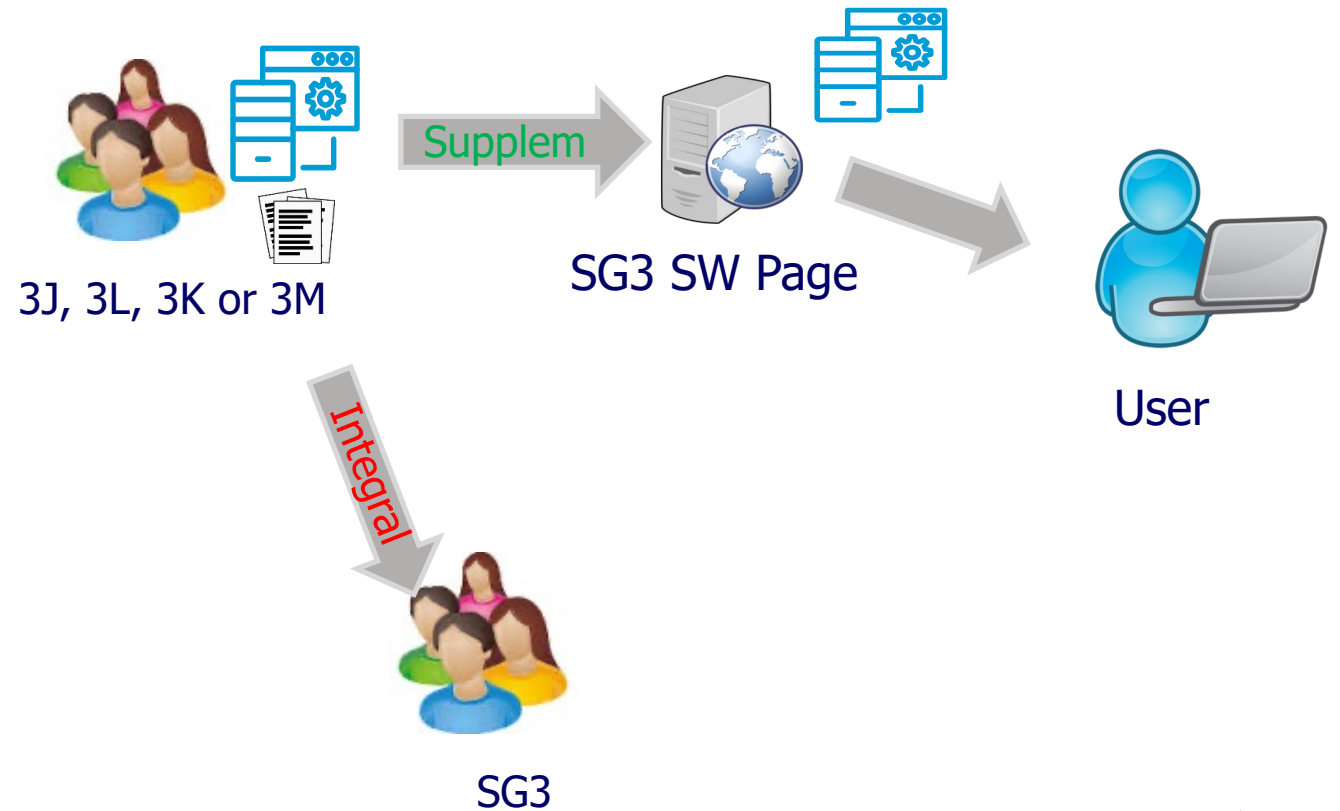 Supplem
SG3 SW Page
3J, 3L, 3K or 3M
User
Integral
SG3